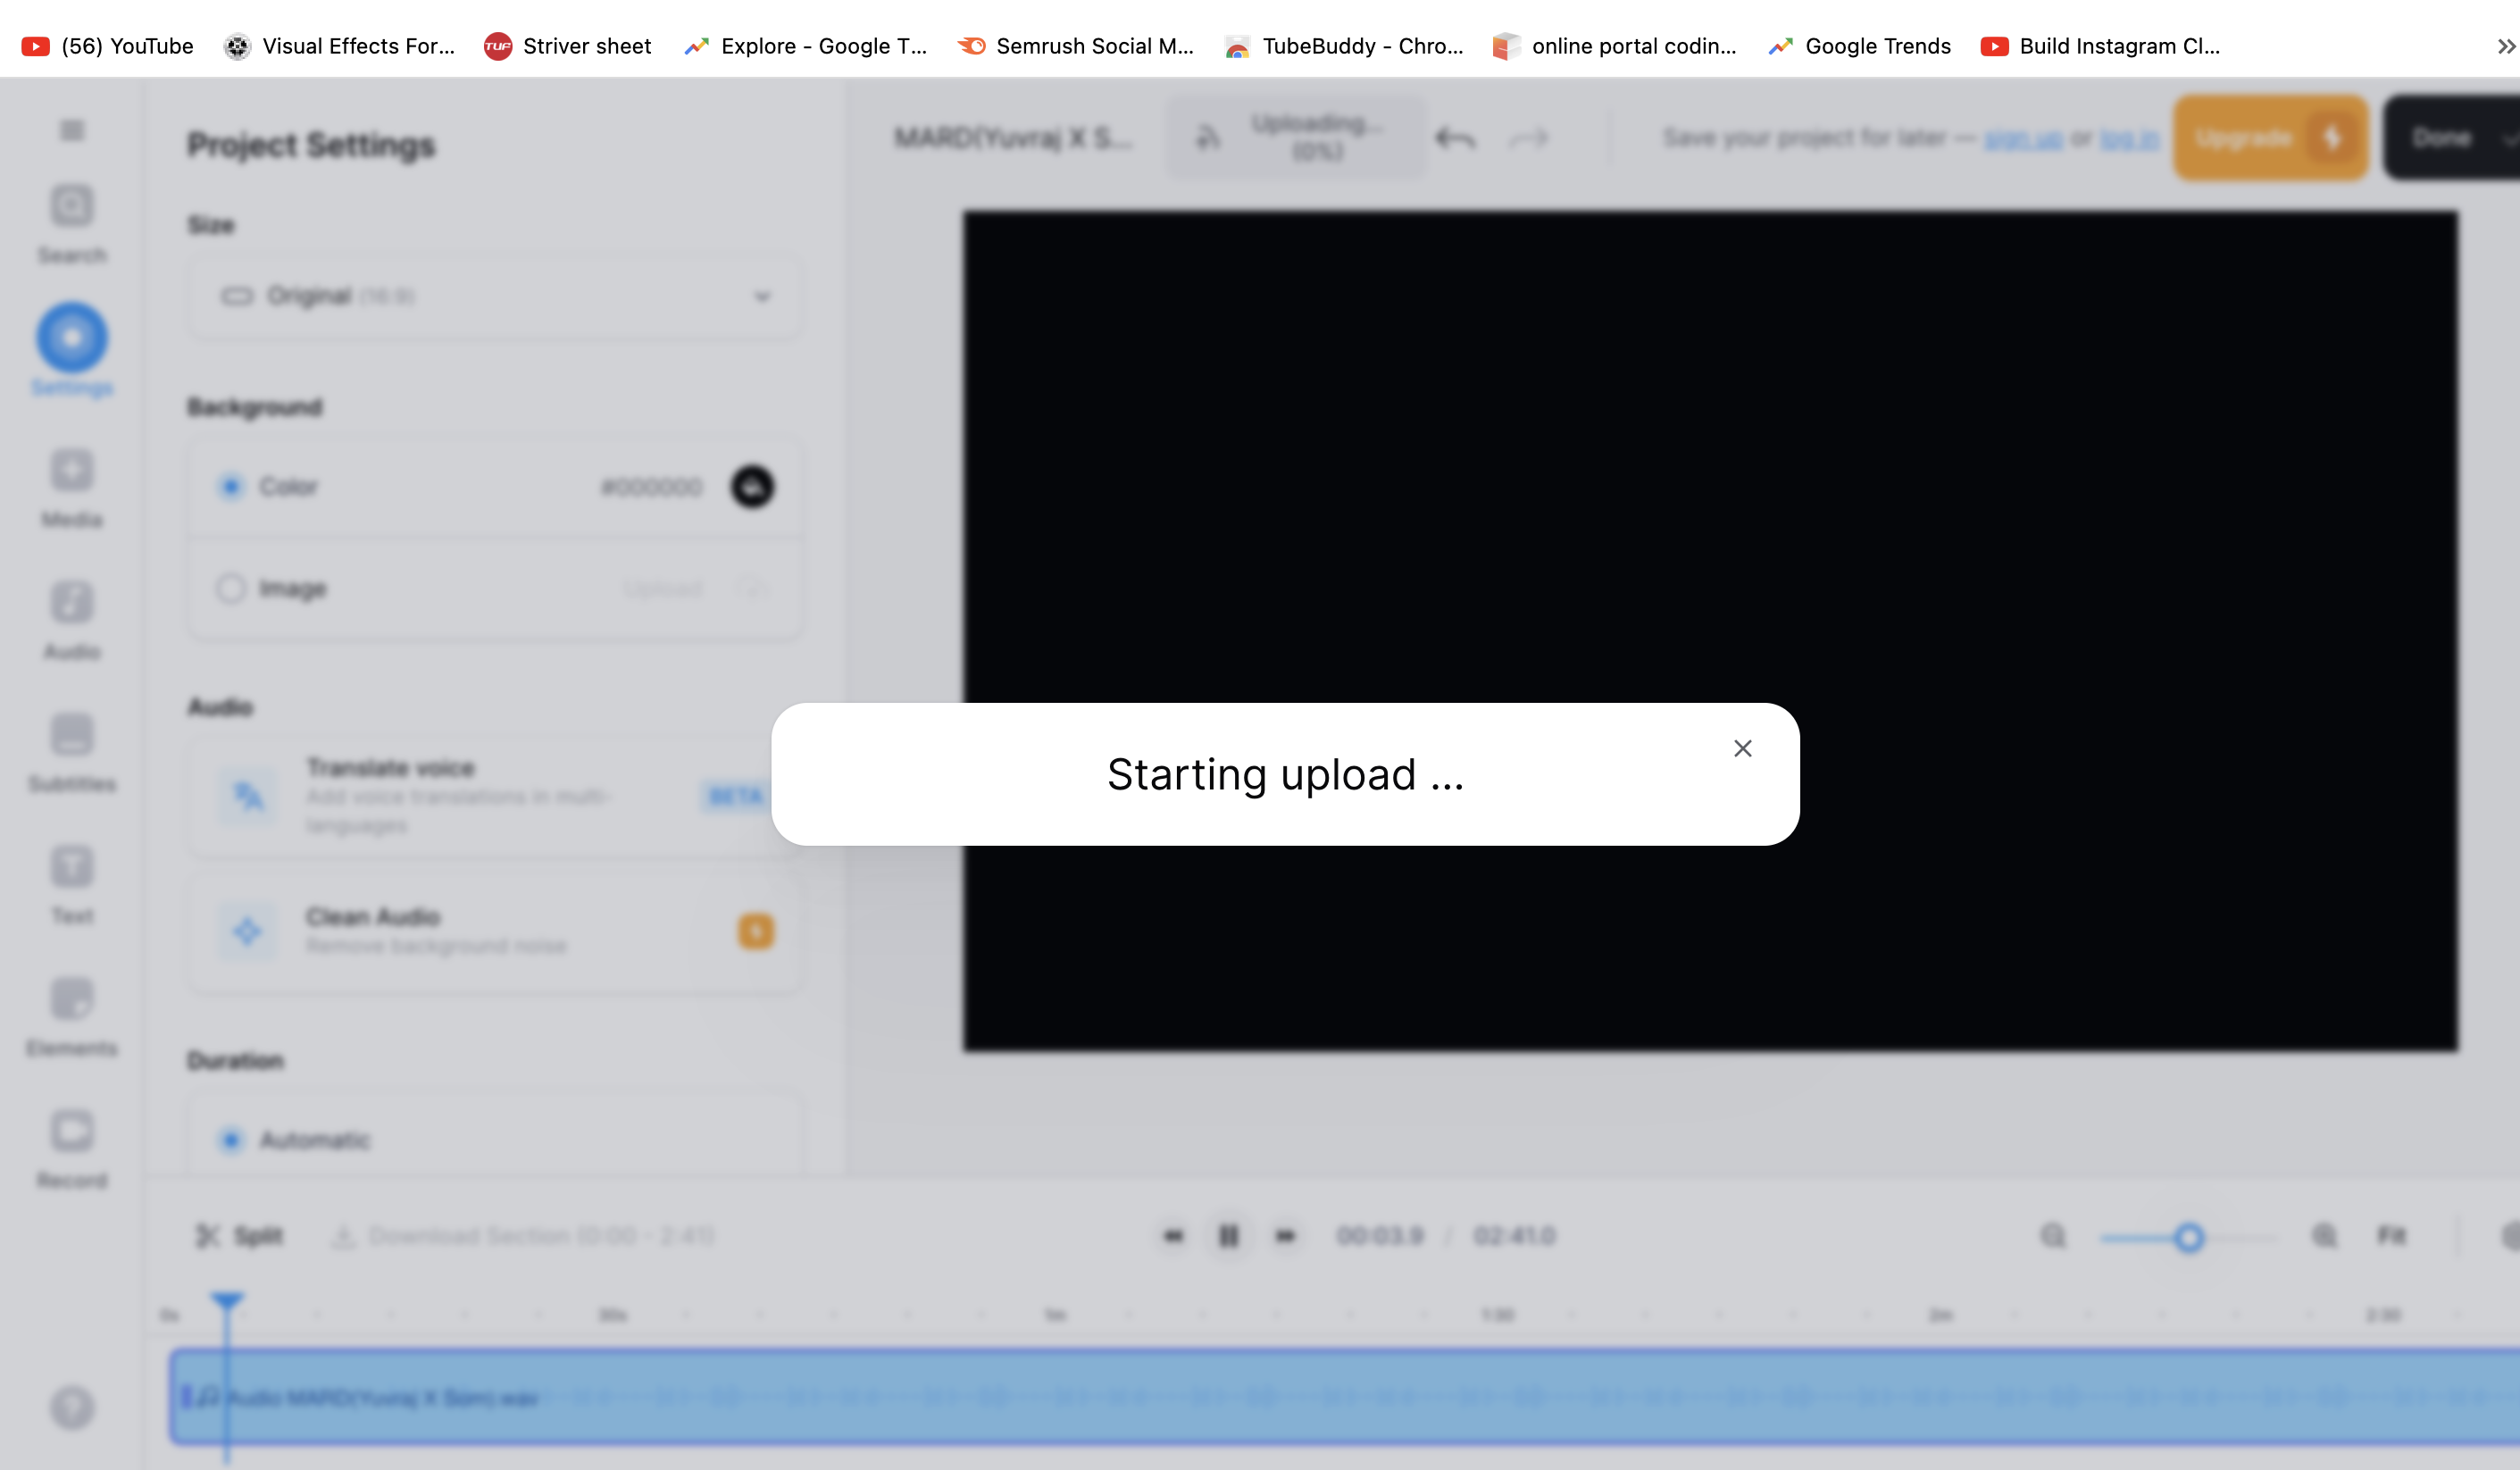 (56) YouTube
Visual Effects For...
Striver sheet
Explore - Google T...
Semrush Social M...
TubeBuddy - Chro...
online portal codin...
Google Trends
Build Instagram Cl...
Project Settings
MARD(Yuvraj X S...
Uploading...
(0%)
Save your project for later — sign up or log in
Upgrade
Done
Search
Settings
Media
Audio
Subtitles
Text
Elements
Record
Size
Original (16:9)
Background
Color
#000000
Image
Upload
Audio
Translate voice
Add voice translations in multi-
languages
BETA
Clean Audio
Remove background noise
Duration
Automatic
Starting upload ...
Split
Download Section (0:00 - 2:41)
00:03.9 / 02:41.0
Fit
0s
30s
1m
1:30
2m
2:30
Audio MARD(Yuvraj X